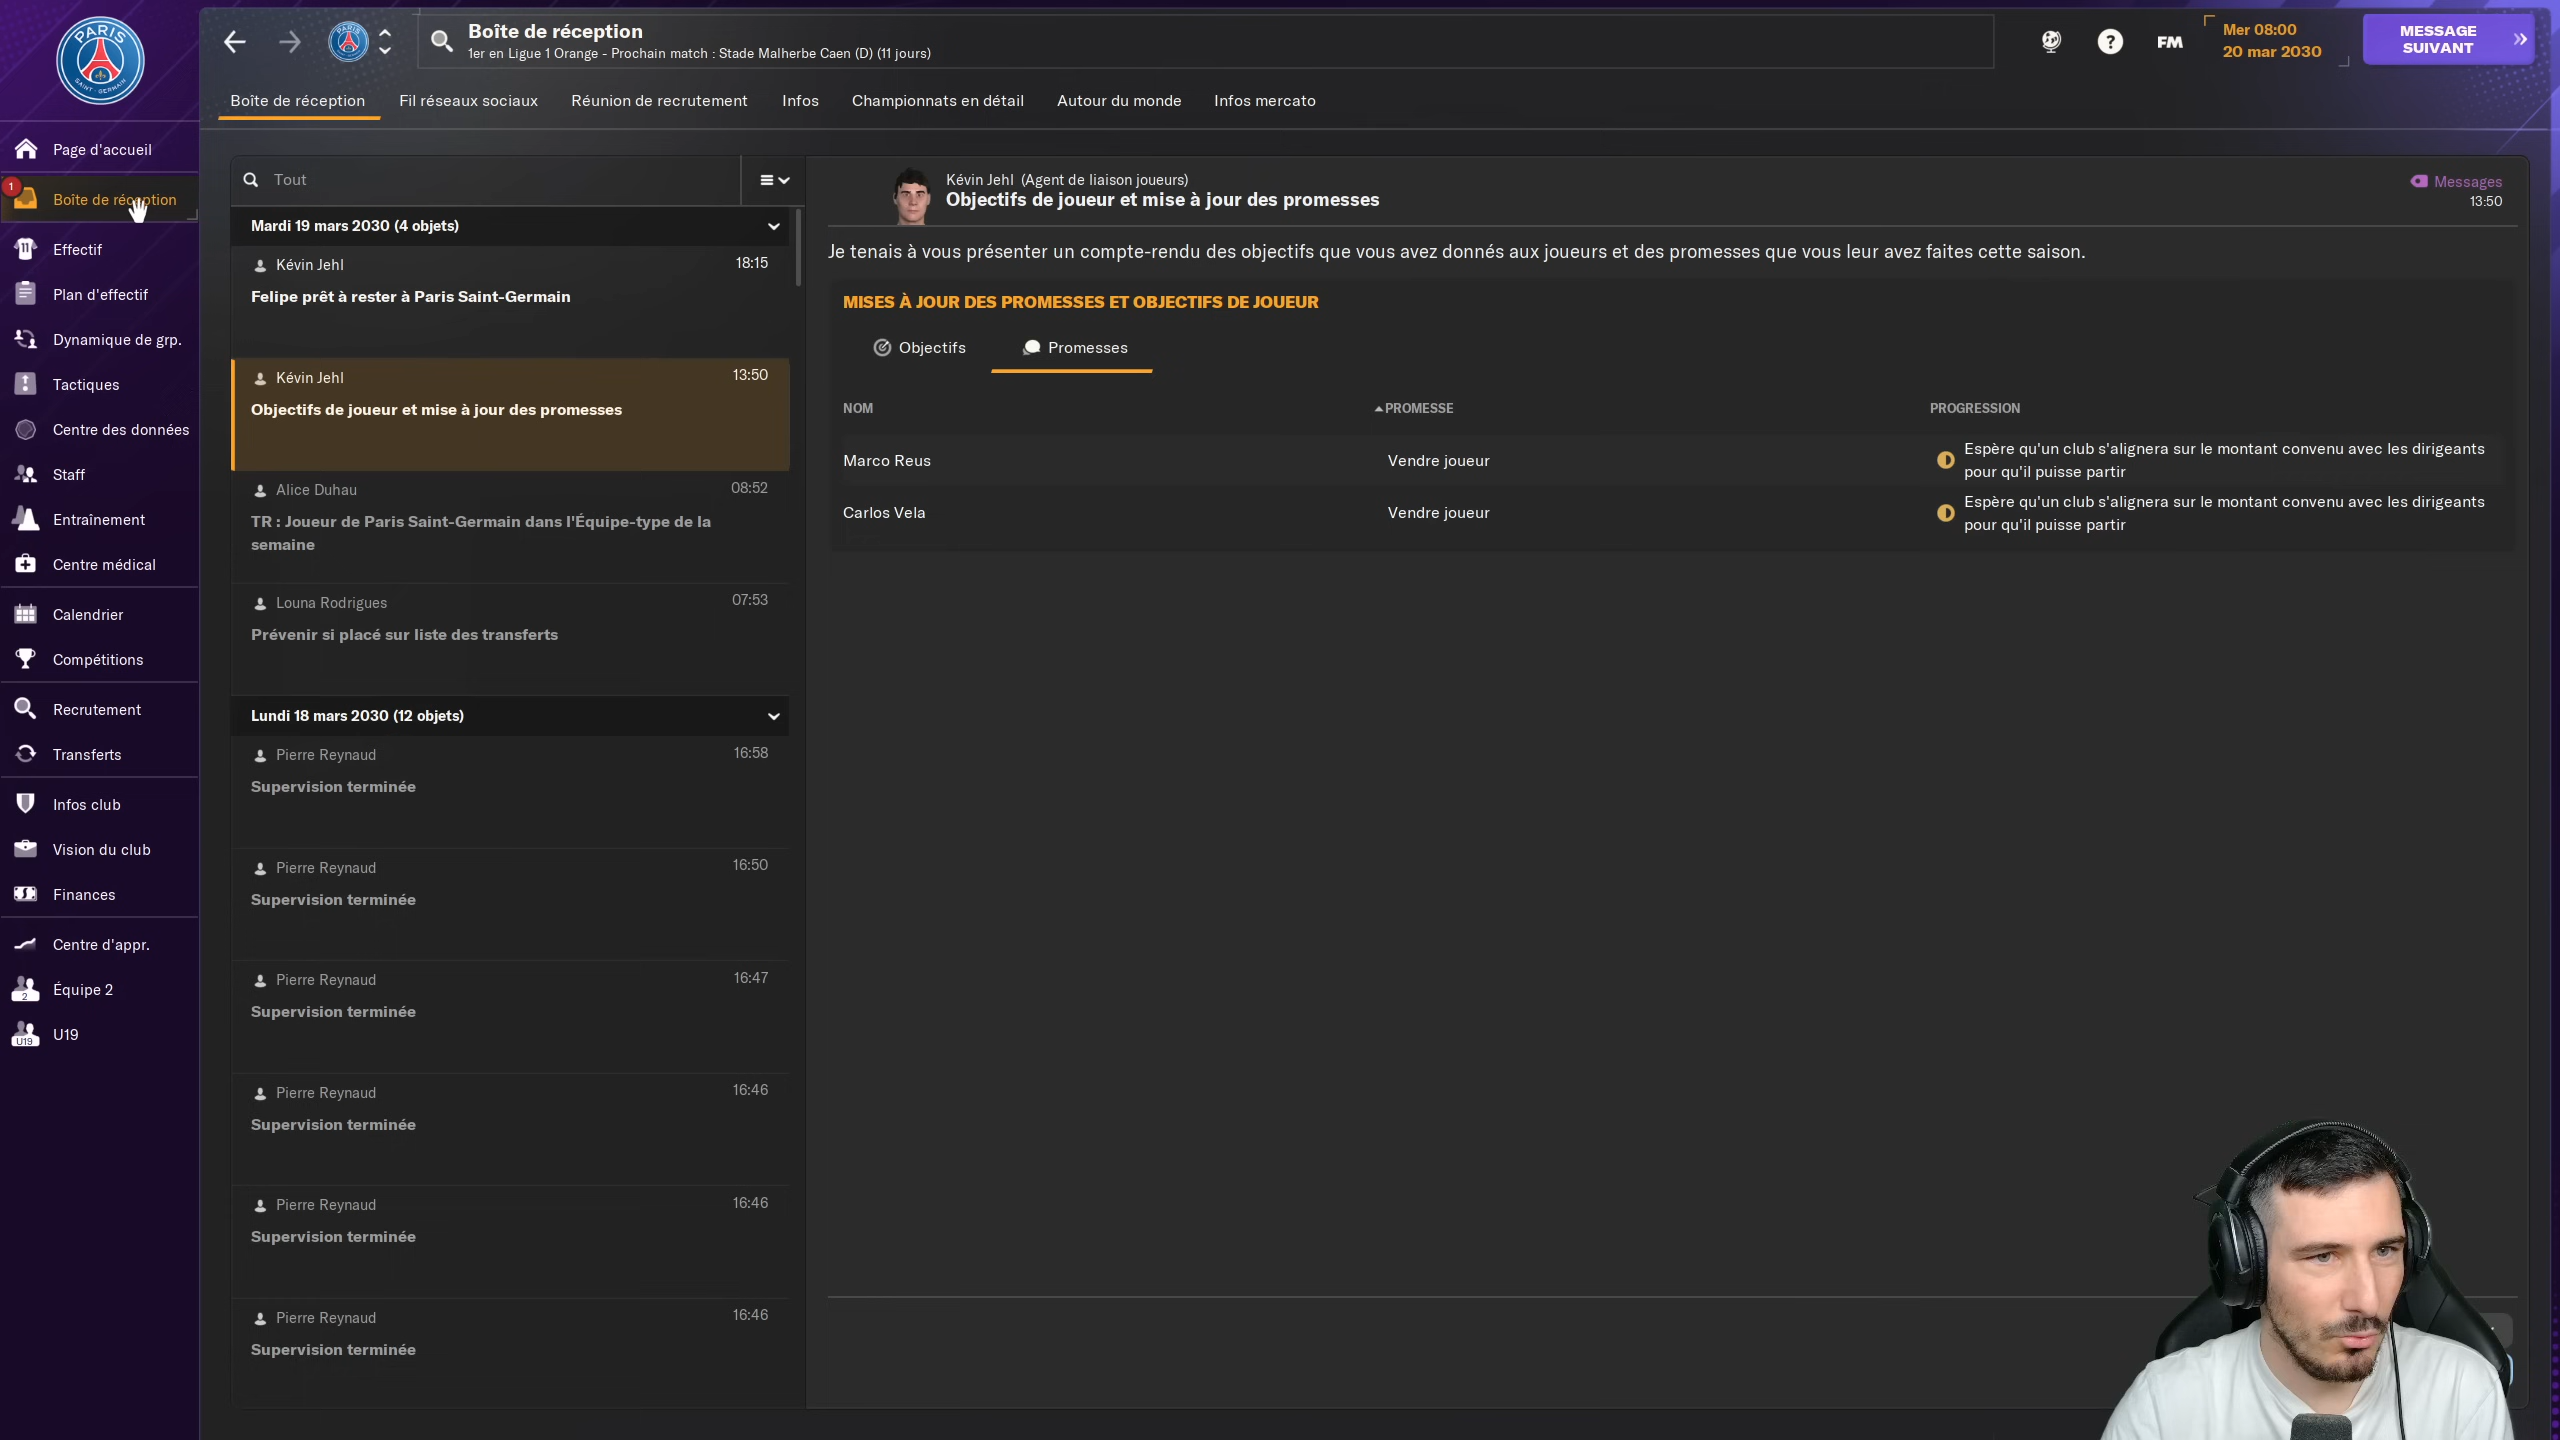 PARIS
SAINT-GERMAIN
Boîte de réception
1er en Ligue 1 Orange - Prochain match : Stade Malherbe Caen (D) (11 jours)
?
FM
Mer 08:00
20 mar 2030
MESSAGE
SUIVANT
Boîte de réception
Fil réseaux sociaux
Réunion de recrutement
Infos
Championnats en détail
Autour du monde
Infos mercato
Page d'accueil
1
Boîte de réception
11
Effectif
Plan d'effectif
Dynamique de grp.
Tactiques
Centre des données
Staff
Entraînement
Centre médical
Calendrier
Compétitions
Recrutement
Transferts
Infos club
Vision du club
Finances
Centre d'appr.
2
Équipe 2
U19
U19
Tout
Mardi 19 mars 2030 (4 objets)
Kévin Jehl
18:15
Felipe prêt à rester à Paris Saint-Germain
Kévin Jehl
13:50
Objectifs de joueur et mise à jour des promesses
Alice Duhau
08:52
TR : Joueur de Paris Saint-Germain dans l'Équipe-type de la
semaine
Louna Rodrigues
07:53
Prévenir si placé sur liste des transferts
Lundi 18 mars 2030 (12 objets)
Pierre Reynaud
16:58
Supervision terminée
Pierre Reynaud
16:50
Supervision terminée
Pierre Reynaud
16:47
Supervision terminée
Pierre Reynaud
16:46
Supervision terminée
Pierre Reynaud
16:46
Supervision terminée
Pierre Reynaud
16:46
Supervision terminée
Kévin Jehl (Agent de liaison joueurs)
Objectifs de joueur et mise à jour des promesses
Messages
13:50
Je tenais à vous présenter un compte-rendu des objectifs que vous avez donnés aux joueurs et des promesses que vous leur avez faites cette saison.
MISES À JOUR DES PROMESSES ET OBJECTIFS DE JOUEUR
Objectifs
Promesses
NOM
PROMESSE
PROGRESSION
Marco Reus
Vendre joueur
Espère qu'un club s'alignera sur le montant convenu avec les dirigeants
pour qu'il puisse partir
Carlos Vela
Vendre joueur
Espère qu'un club s'alignera sur le montant convenu avec les dirigeants
pour qu'il puisse partir